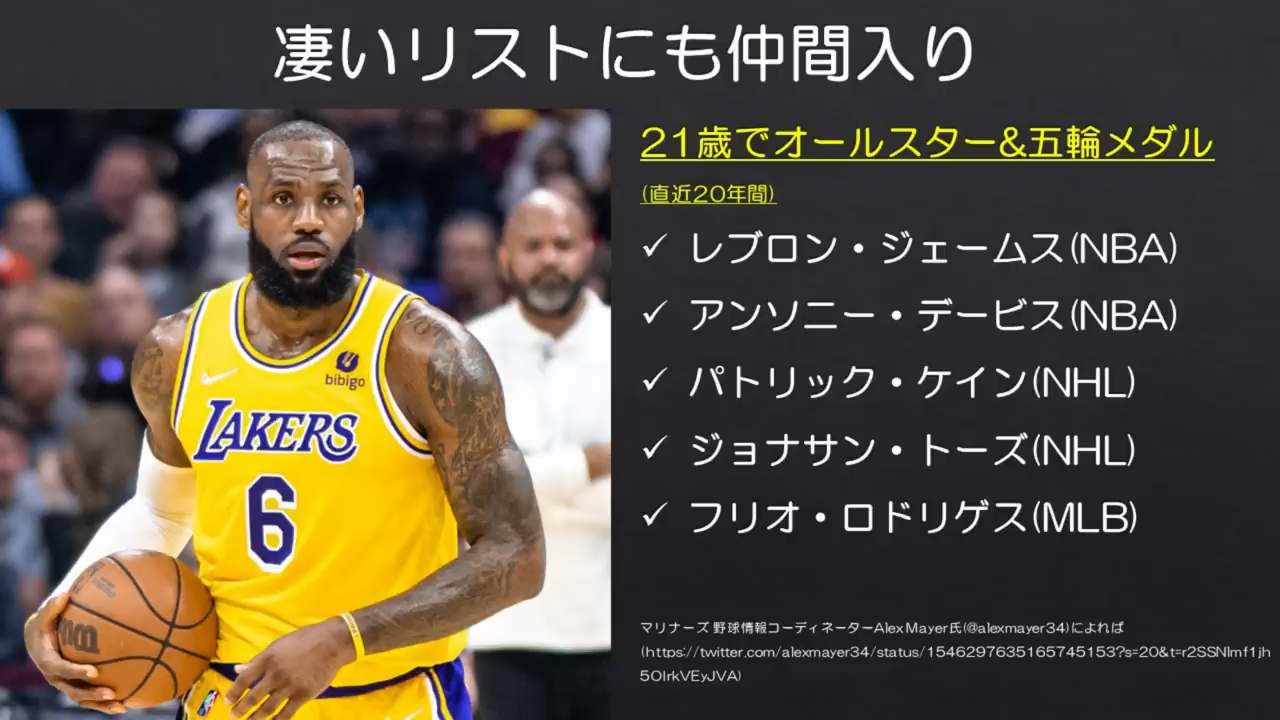 凄いリストにも仲間入り
21歳でオールスター&五輪メダル
(直近20年間)
✓ レブロン・ジェームス(NBA)
✓ アンソニー・デービス(NBA)
✓ パトリック・ケイン(NHL)
✓ ジョナサン・トーズ(NHL)
✓ フリオ・ロドリゲス(MLB)
bibigo
LAKERS
6
マリナーズ 野球情報コーディネーターAlex Mayer氏(@alexmayer34)によれば
(https://twitter.com/alexmayer34/status/1546297635165745153?s=20&t=r2SSNlmf1jh
5OIrkVEyJVA)